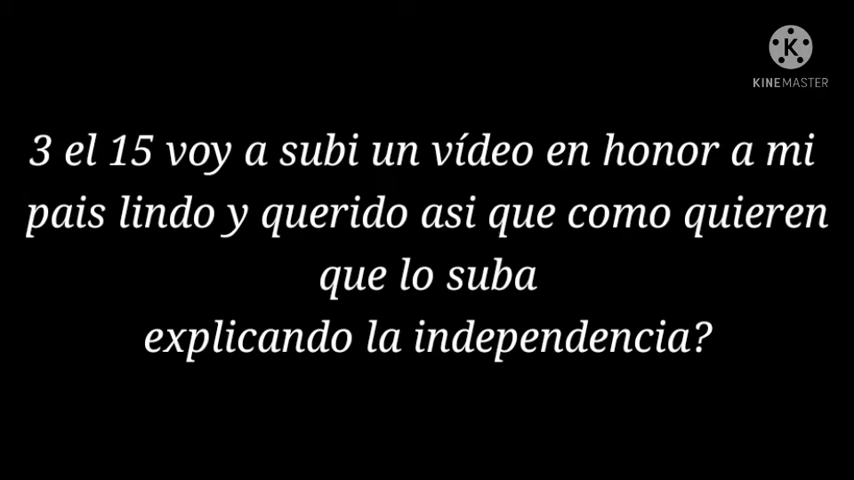 K
KINEMASTER
3 el 15 voy a subi un vídeo en honor a mi
pais lindo y querido asi que como quieren
que lo suba
explicando la independencia?